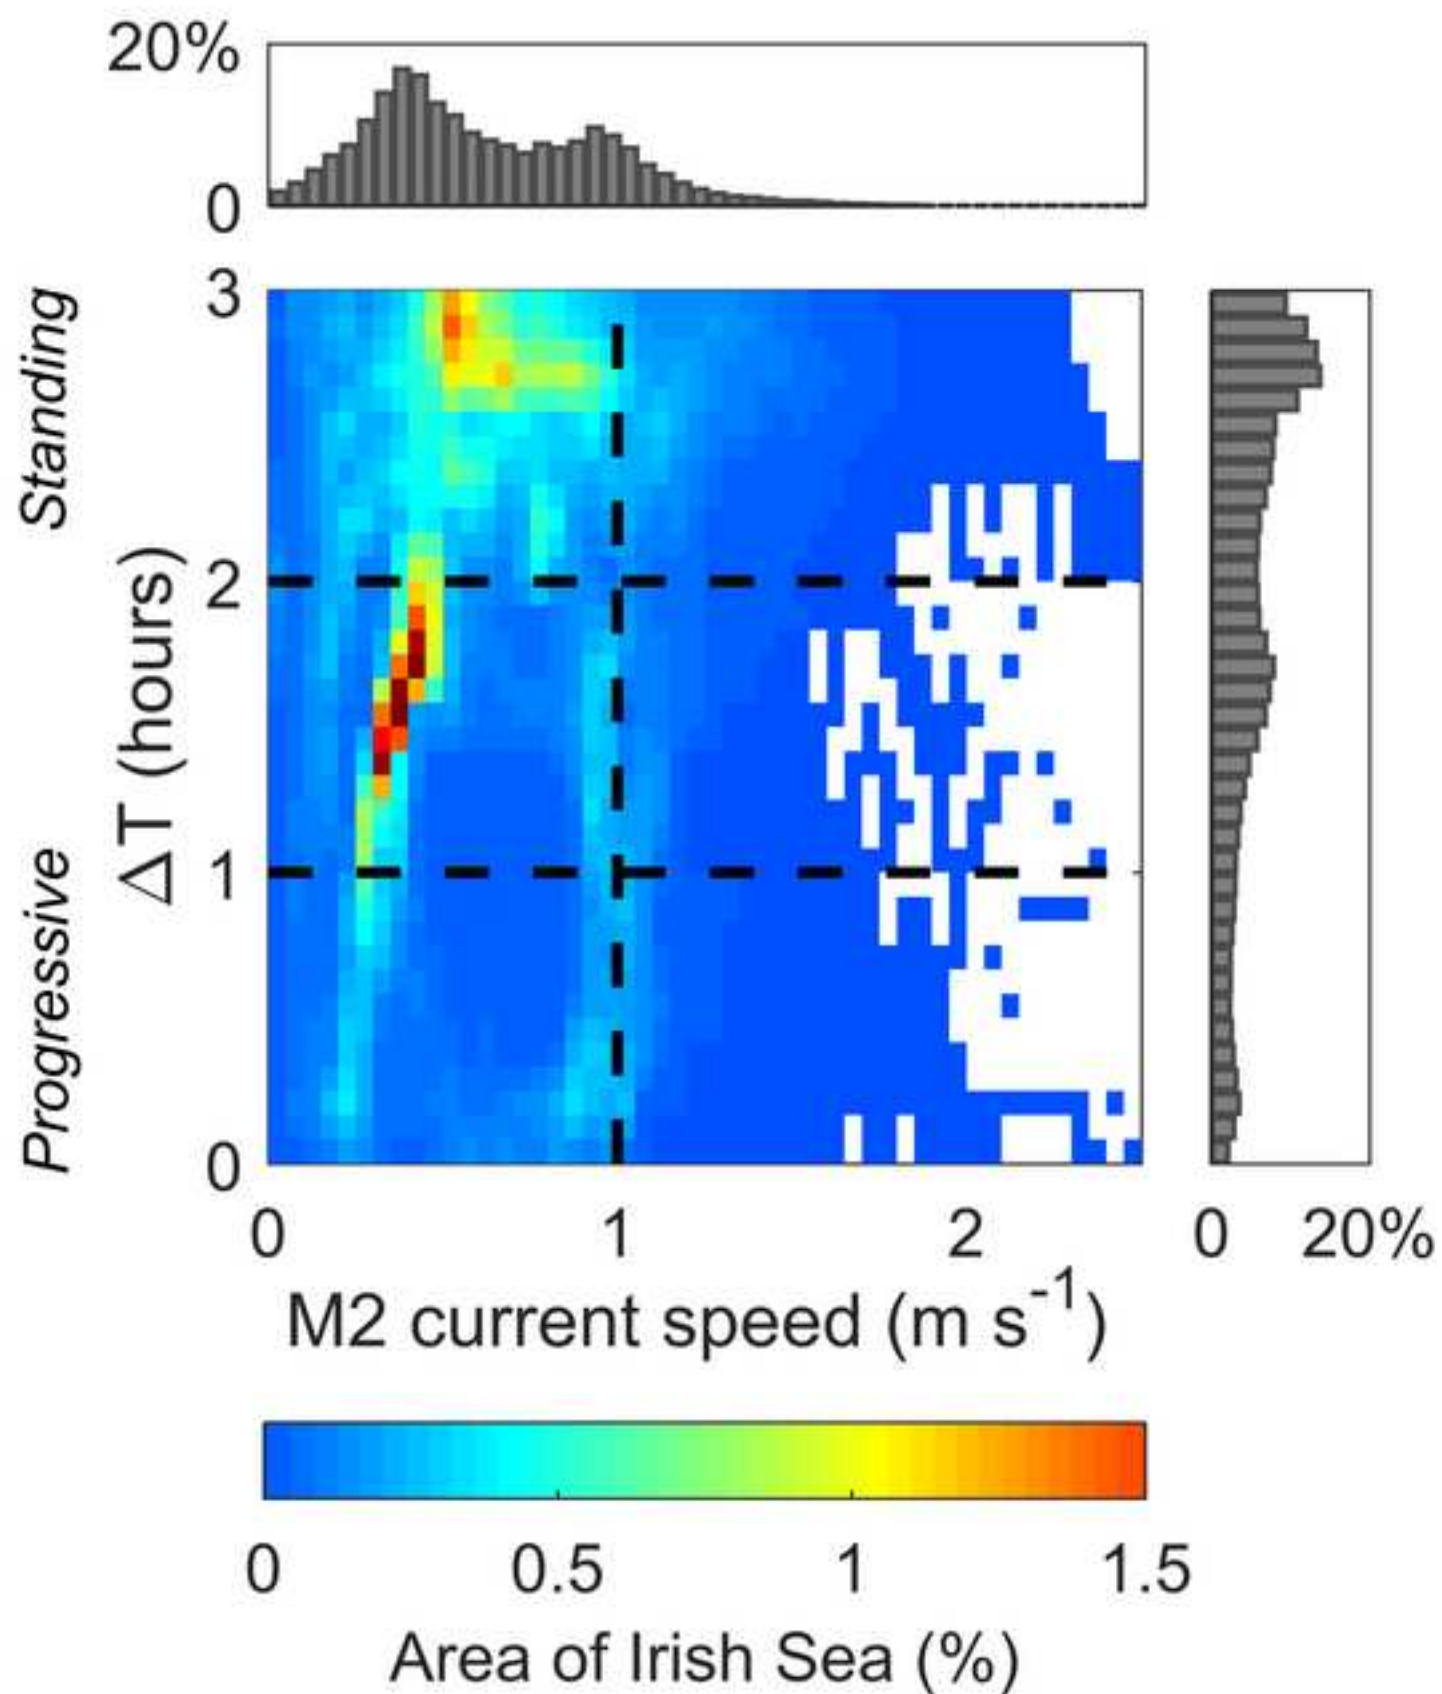 20%
0
Standing
Progressive
ΔT (hours)
3
2
1
0
0 1 2
0 20%
M2 current speed (m s⁻¹)
0 0.5 1 1.5
Area of Irish Sea (%)